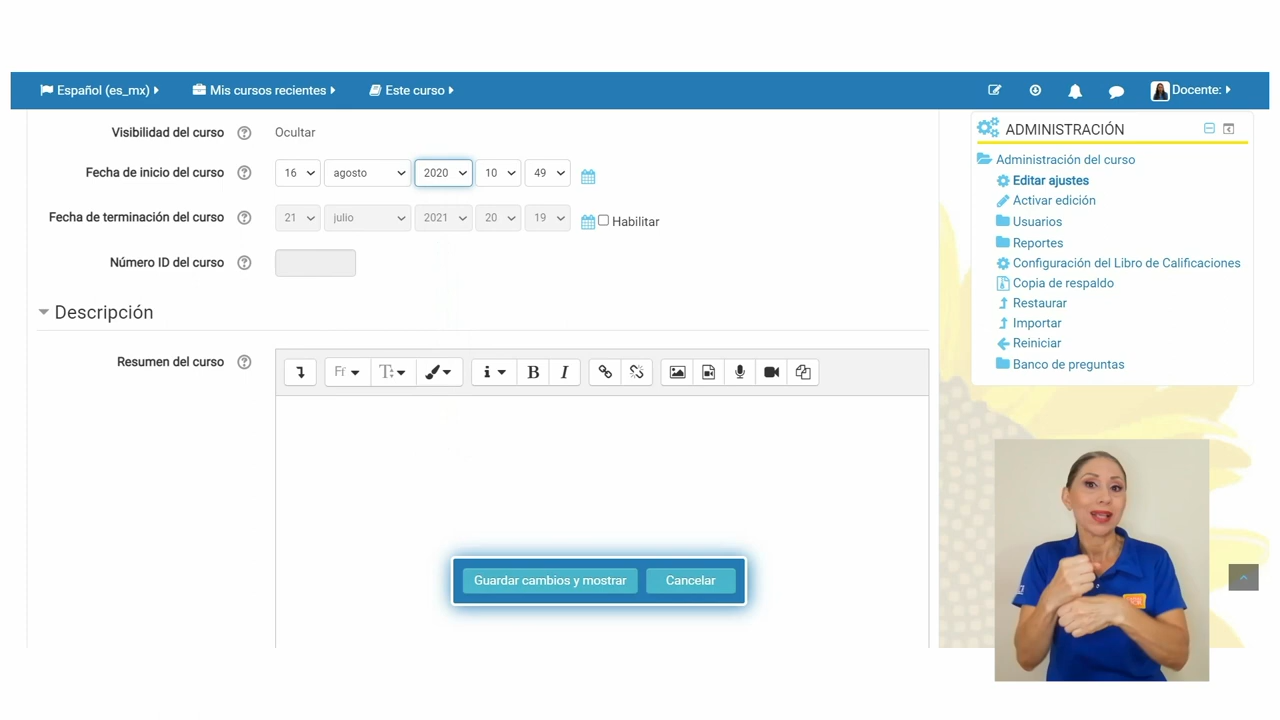 Español (es_mx) Mis cursos recientes Este curso Docente:
Visibilidad del curso Ocultar
Fecha de inicio del curso 16 agosto 2020 10 49
Fecha de terminación del curso 21 julio 2021 20 19 Habilitar
Número ID del curso
Descripción
Resumen del curso
Ff T B I
Guardar cambios y mostrar Cancelar
ADMINISTRACIÓN
Administración del curso
Editar ajustes
Activar edición
Usuarios
Reportes
Configuración del Libro de Calificaciones
Copia de respaldo
Restaurar
Importar
Reiniciar
Banco de preguntas